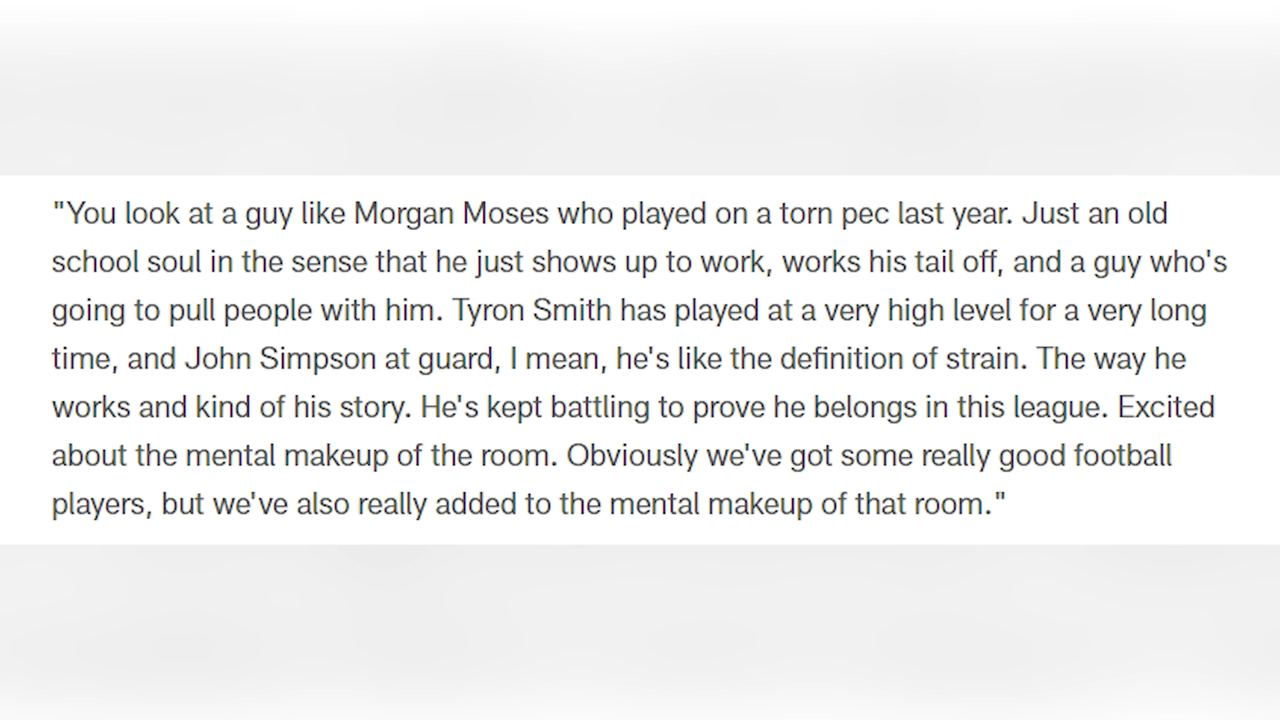 "You look at a guy like Morgan Moses who played on a torn pec last year. Just an old
school soul in the sense that he just shows up to work, works his tail off, and a guy who's
going to pull people with him. Tyron Smith has played at a very high level for a very long
time, and John Simpson at guard, I mean, he's like the definition of strain. The way he
works and kind of his story. He's kept battling to prove he belongs in this league. Excited
about the mental makeup of the room. Obviously we've got some really good football
players, but we've also really added to the mental makeup of that room."